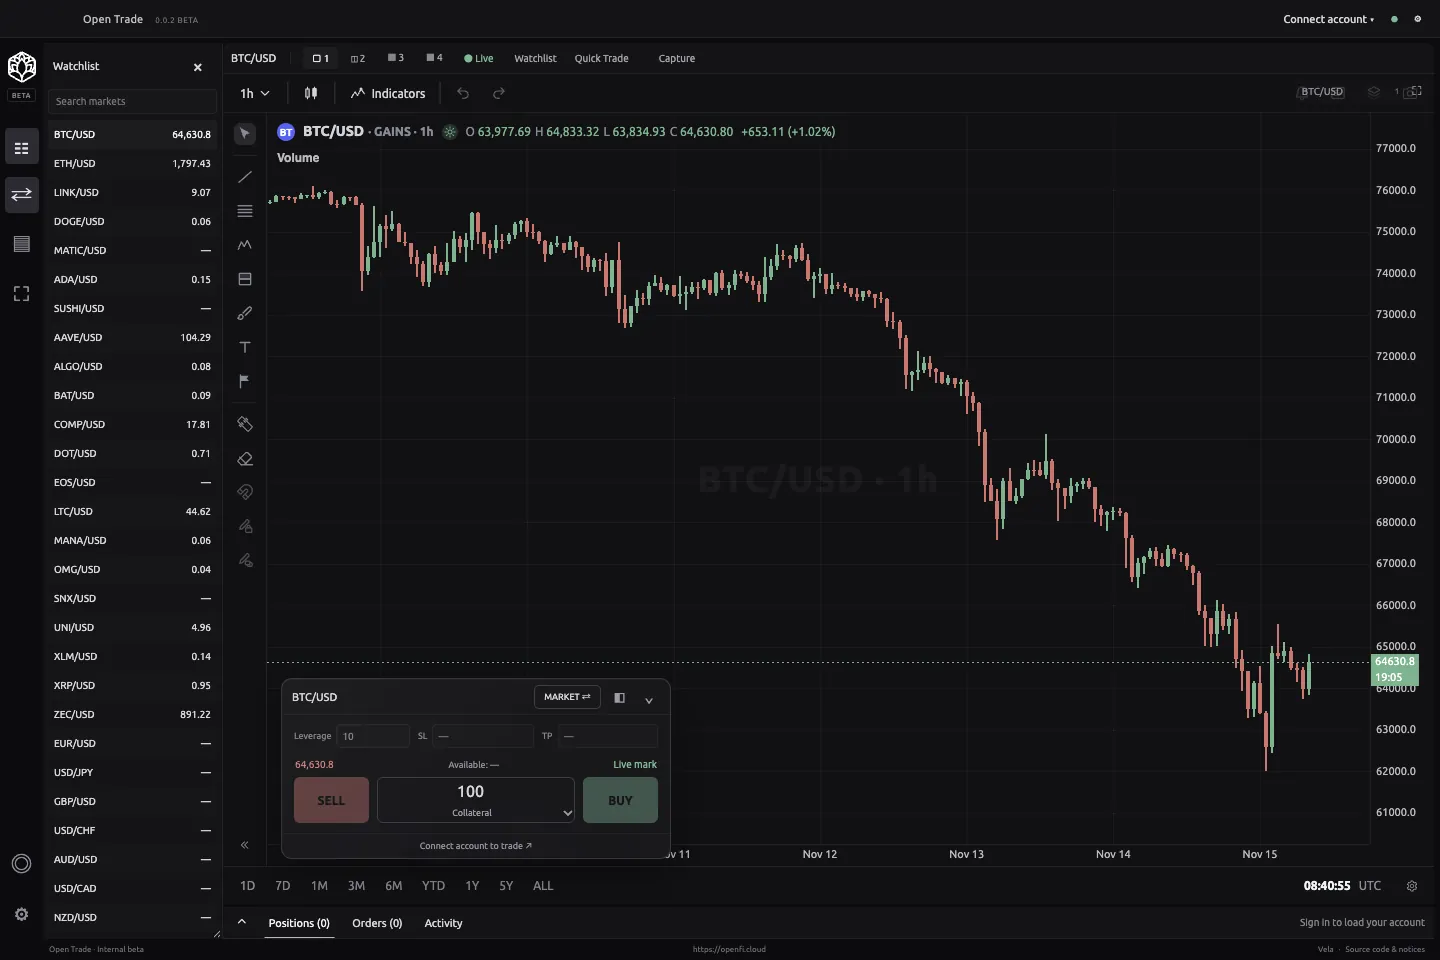 Open Trade 0.0.2 BETA
Connect account
BETA
Watchlist
Search markets
BTC/USD 64,630.8
ETH/USD 1,797.43
LINK/USD 9.07
DOGE/USD 0.06
MATIC/USD —
ADA/USD 0.15
SUSHI/USD —
AAVE/USD 104.29
ALGO/USD 0.08
BAT/USD 0.09
COMP/USD 17.81
DOT/USD 0.71
EOS/USD —
LTC/USD 44.62
MANA/USD 0.06
OMG/USD 0.04
SNX/USD —
UNI/USD 4.96
XLM/USD 0.14
XRP/USD 0.95
ZEC/USD 891.22
EUR/USD —
USD/JPY —
GBP/USD —
USD/CHF —
AUD/USD —
USD/CAD —
NZD/USD —
BTC/USD 1 2 3 4 Live Watchlist Quick Trade Capture
1h Indicators BTC/USD 1
BT BTC/USD · GAINS · 1h O 63,977.69 H 64,833.32 L 63,834.93 C 64,630.80 +653.11 (+1.02%)
Volume
BTC/USD · 1h
77000.0
76000.0
75000.0
74000.0
73000.0
72000.0
71000.0
70000.0
69000.0
68000.0
67000.0
66000.0
65000.0
64630.8
19:05
64000.0
63000.0
62000.0
61000.0
BTC/USD MARKET ⇄
Leverage 10 SL — TP —
64,630.8 Available: — Live mark
SELL 100 BUY
Collateral
Connect account to trade ↗
ov 11 Nov 12 Nov 13 Nov 14 Nov 15
1D 7D 1M 3M 6M YTD 1Y 5Y ALL 08:40:55 UTC
Positions (0) Orders (0) Activity Sign in to load your account
Open Trade · Internal beta https://openfi.cloud Vela · Source code & notices